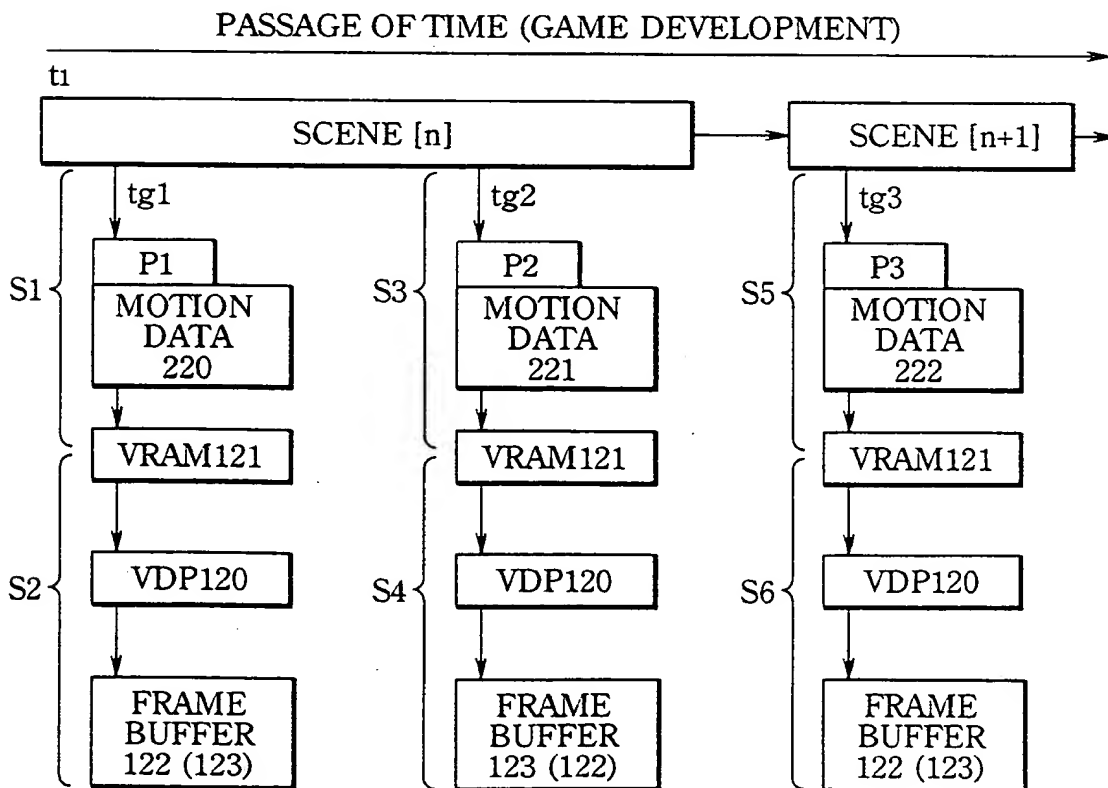 PASSAGE OF TIME (GAME DEVELOPMENT)
t1
SCENE [n]
SCENE [n+1]
tg1
tg2
tg3
S1
P1
MOTION
DATA
220
VRAM121
S3
P2
MOTION
DATA
221
VRAM121
S5
P3
MOTION
DATA
222
VRAM121
S2
VDP120
FRAME
BUFFER
122 (123)
S4
VDP120
FRAME
BUFFER
123 (122)
S6
VDP120
FRAME
BUFFER
122 (123)